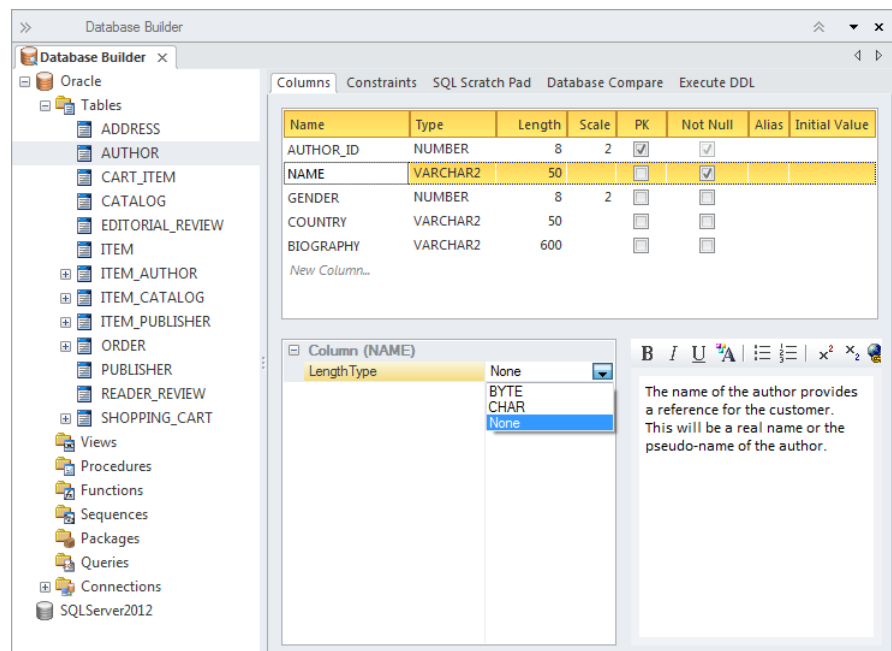 Database Builder
Database Builder
Oracle
Tables
ADDRESS
AUTHOR
CART_ITEM
CATALOG
EDITORIAL_REVIEW
ITEM
ITEM_AUTHOR
ITEM_CATALOG
ITEM_PUBLISHER
ORDER
PUBLISHER
READER_REVIEW
SHOPPING_CART
Views
Procedures
Functions
Sequences
Packages
Queries
Connections
SQLServer2012
Columns Constraints SQL Scratch Pad Database Compare Execute DDL
Name Type Length Scale PK Not Null Alias Initial Value
AUTHOR_ID NUMBER 8 2
NAME VARCHAR2 50
GENDER NUMBER 8 2
COUNTRY VARCHAR2 50
BIOGRAPHY VARCHAR2 600
New Column...
Column (NAME)
LengthType None
BYTE
CHAR
None
B I U A x² x₂
The name of the author provides
a reference for the customer.
This will be a real name or the
pseudo-name of the author.